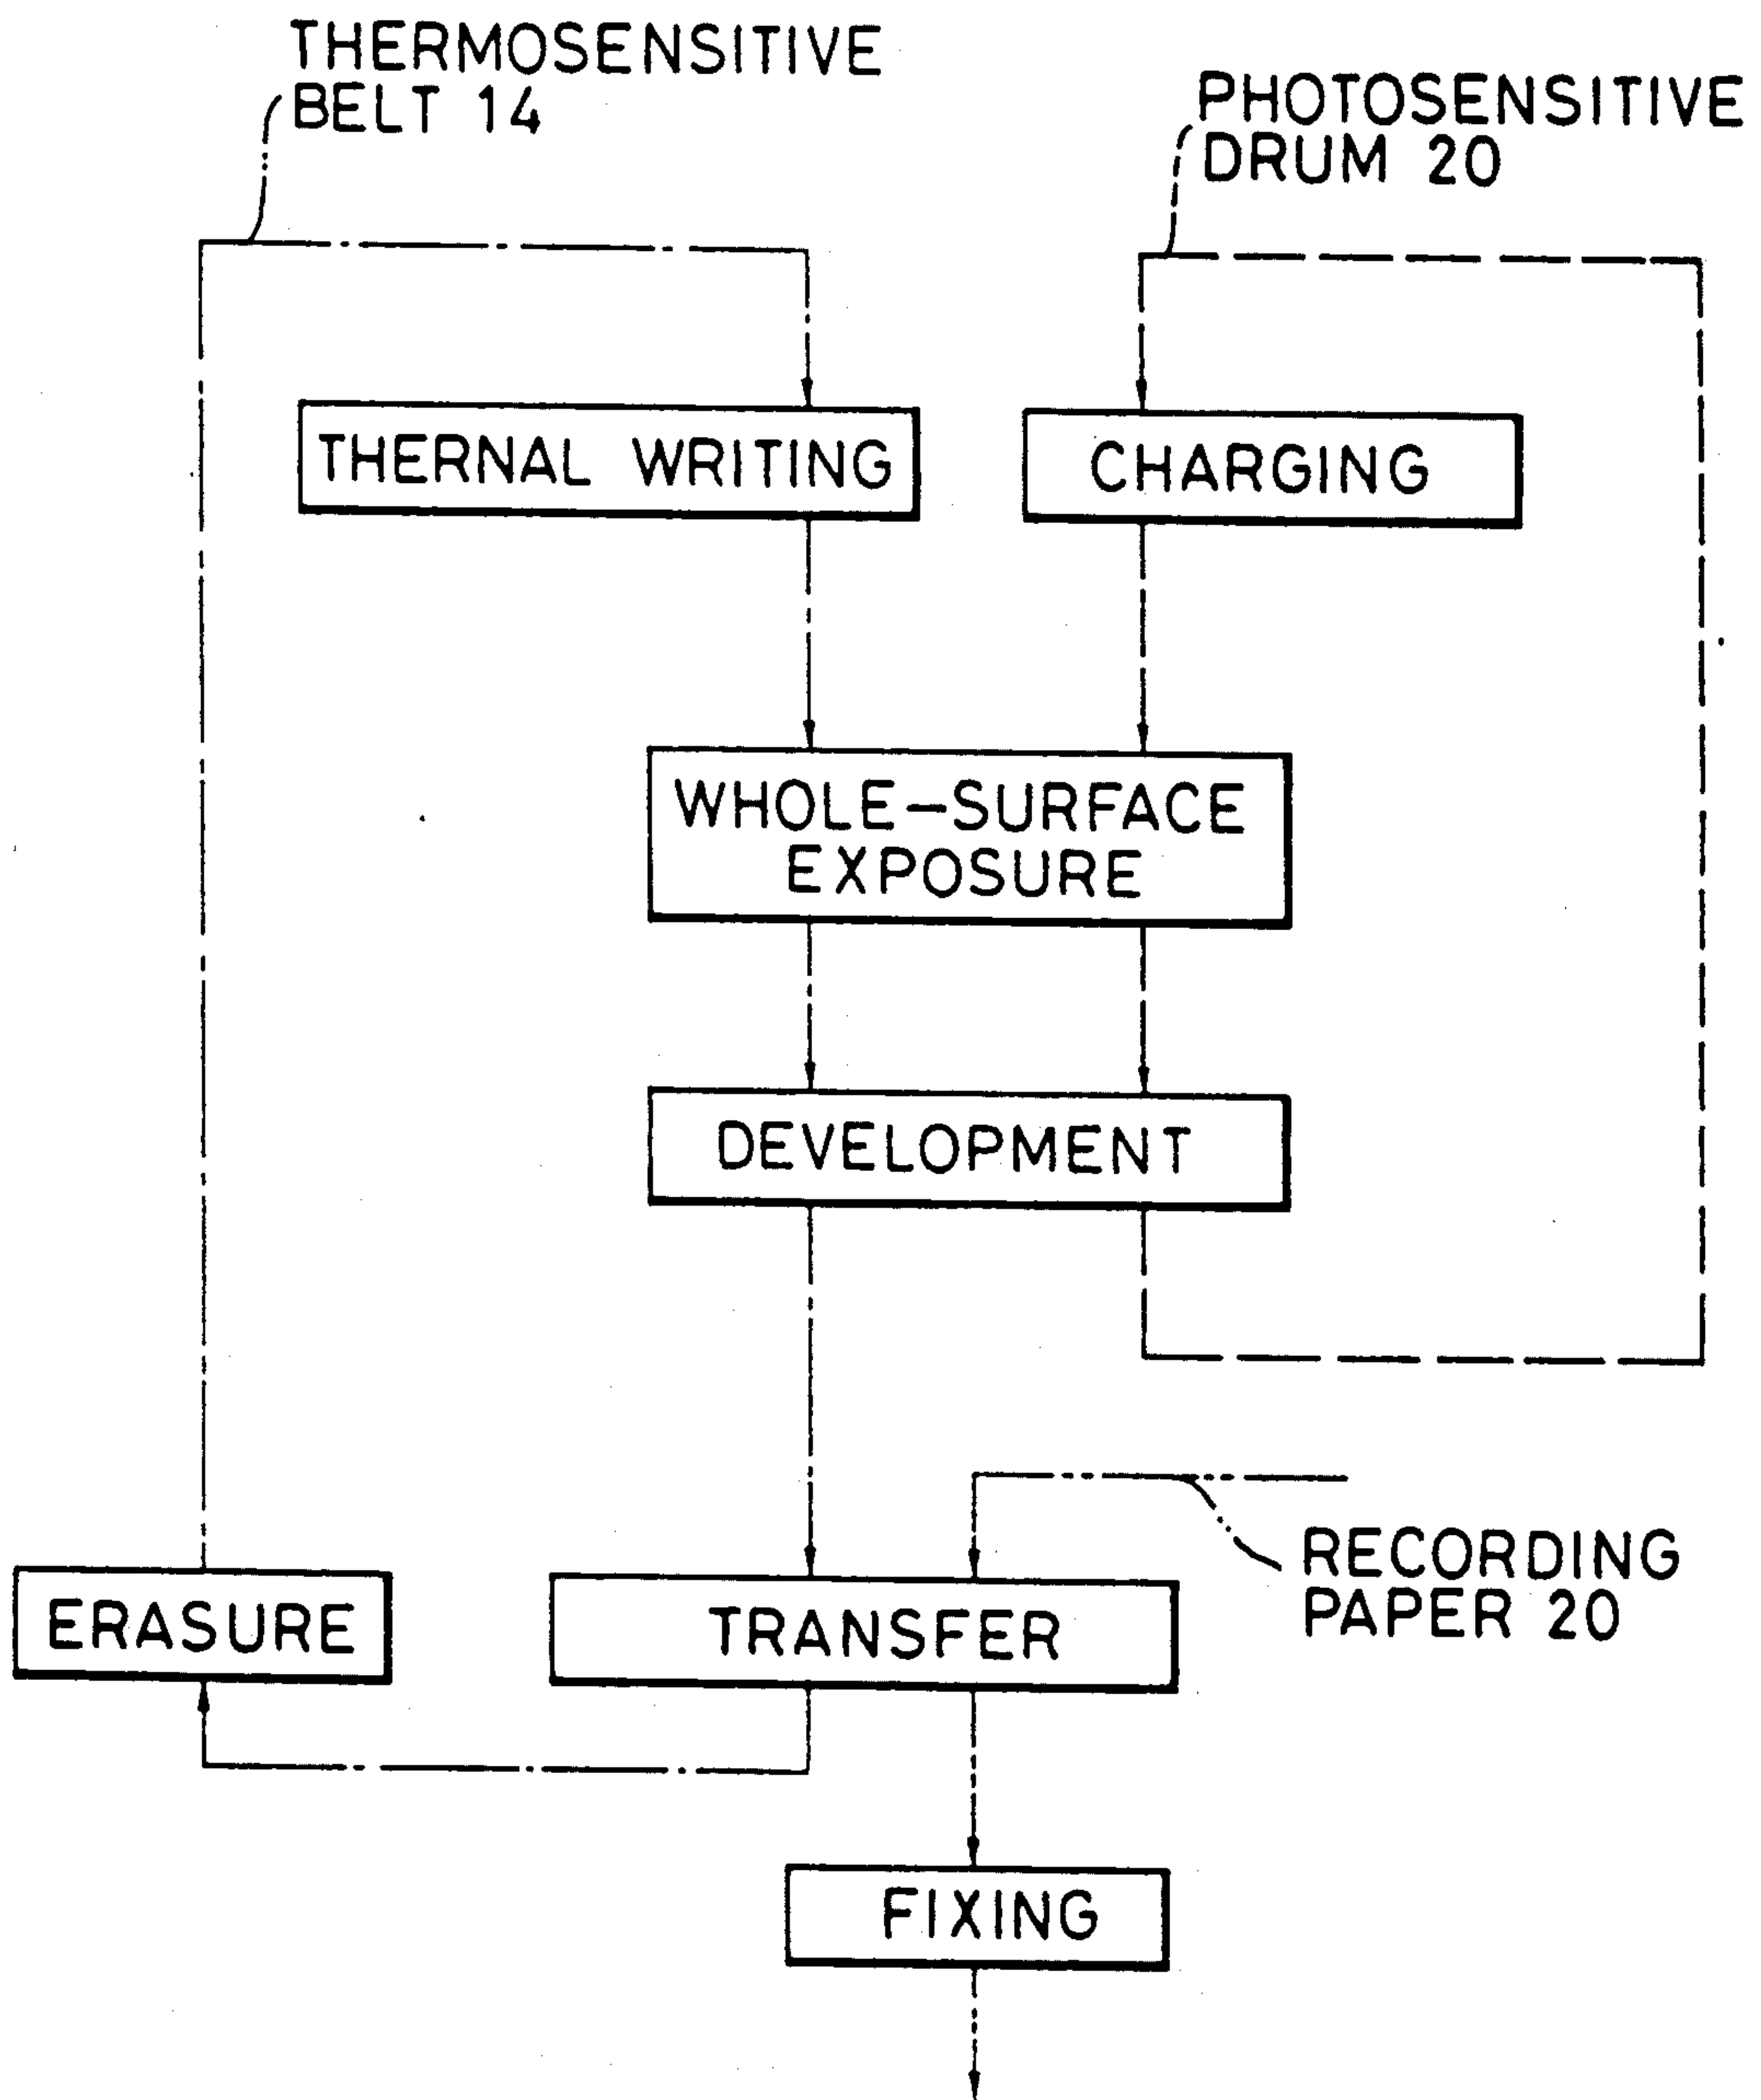 THERMOSENSITIVE
BELT 14
PHOTOSENSITIVE
DRUM 20
THERNAL WRITING
CHARGING
WHOLE-SURFACE
EXPOSURE
DEVELOPMENT
RECORDING
PAPER 20
ERASURE
TRANSFER
FIXING